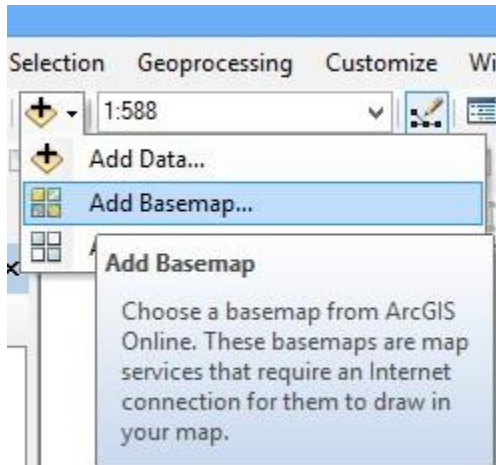 Selection Geoprocessing Customize
1:588
Add Data...
Add Basemap...
Add Basemap
Choose a basemap from ArcGIS
Online. These basemaps are map
services that require an Internet
connection for them to draw in
your map.